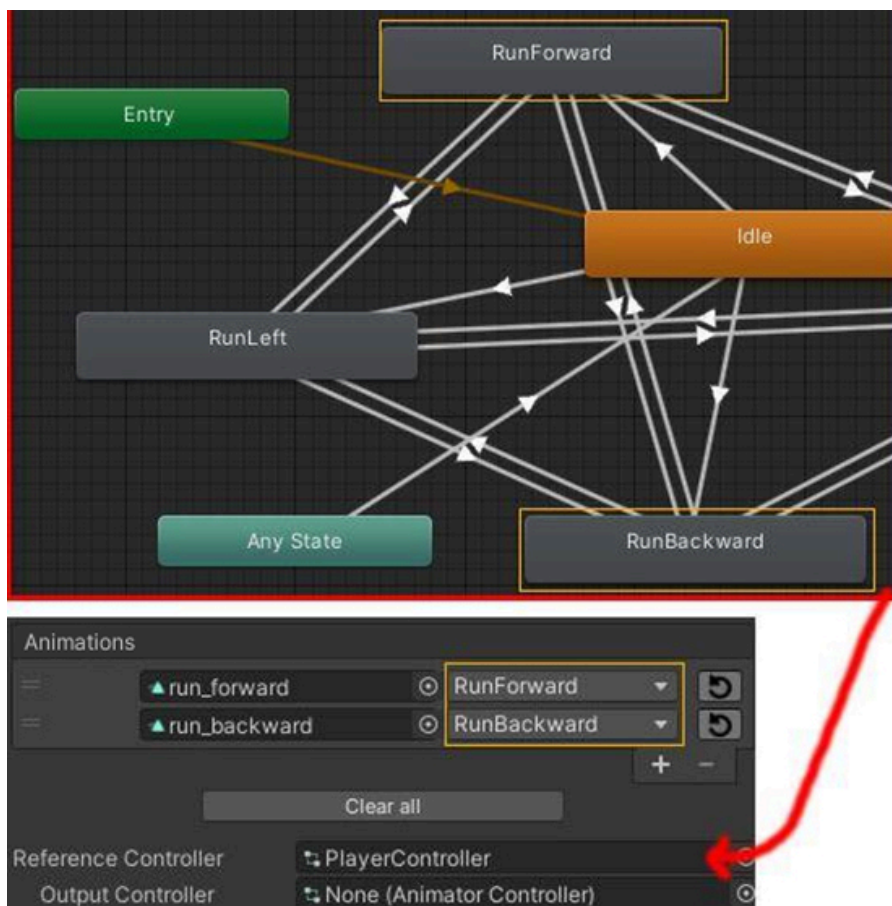 RunForward
Entry
Idle
RunLeft
Any State
RunBackward
Animations
run_forward RunForward
run_backward RunBackward
+ -
Clear all
Reference Controller PlayerController
Output Controller None (Animator Controller)